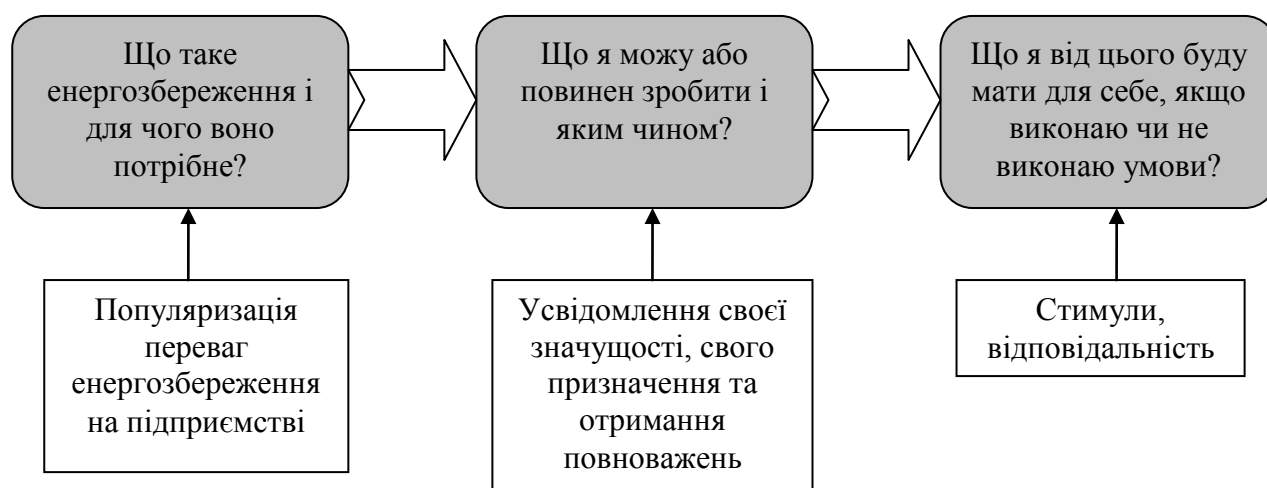 Що таке
енергозбереження і
для чого воно
потрібне?
Що я можу або
повинен зробити і
яким чином?
Що я від цього буду
мати для себе, якщо
виконаю чи не
виконаю умови?
Популяризація
переваг
енергозбереження
на підприємстві
Усвідомлення своєї
значущості, свого
призначення та
отримання
повноважень
Стимули,
відповідальність